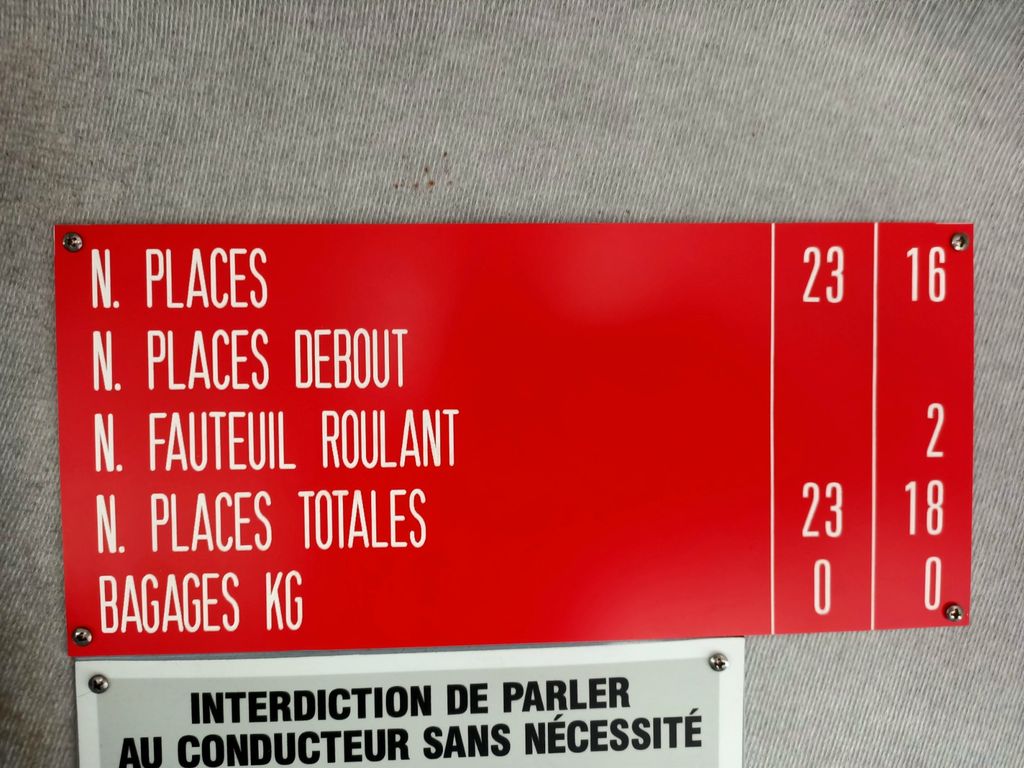 N. PLACES 23 16
N. PLACES DEBOUT
N. FAUTEUIL ROULANT 2
N. PLACES TOTALES 23 18
BAGAGES KG 0 0
INTERDICTION DE PARLER
AU CONDUCTEUR SANS NÉCESSITÉ